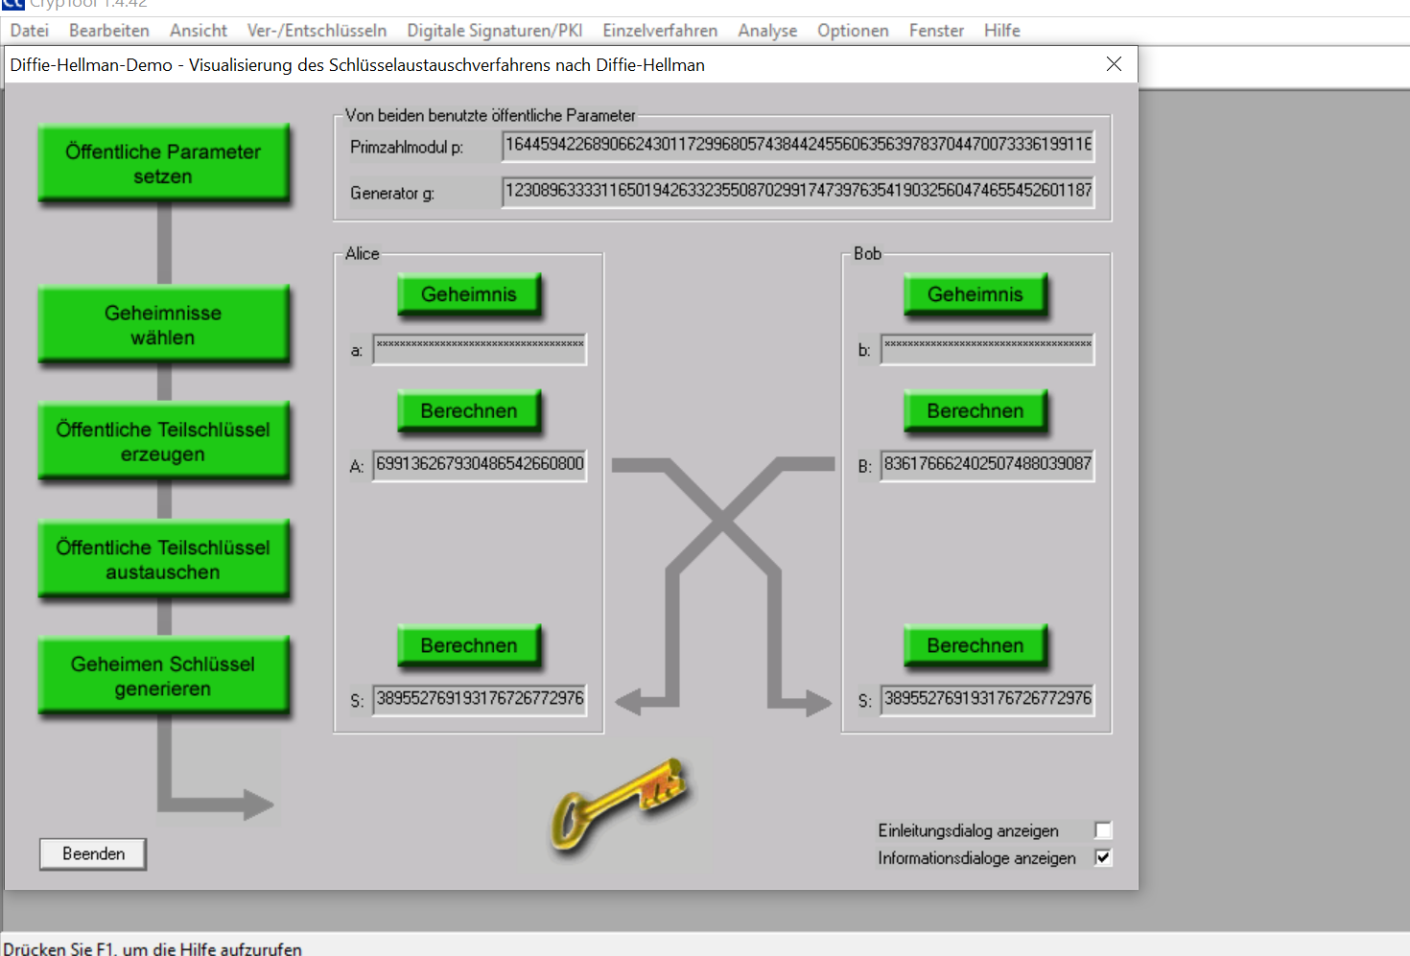 CrypTool 1.4.42
Datei Bearbeiten Ansicht Ver-/Entschlüsseln Digitale Signaturen/PKI Einzelverfahren Analyse Optionen Fenster Hilfe
Diffie-Hellman-Demo - Visualisierung des Schlüsselaustauschverfahrens nach Diffie-Hellman
Von beiden benutzte öffentliche Parameter
Primzahlmodul p: 16445942268906624301172996805743844245560635639783704470073336199116
Generator g: 12308963333116501942633235508702991747397635419032560474655452601187
Öffentliche Parameter
setzen
Geheimnisse
wählen
Öffentliche Teilschlüssel
erzeugen
Öffentliche Teilschlüssel
austauschen
Geheimen Schlüssel
generieren
Alice
Geheimnis
a: ************************************
Berechnen
A: 699136267930486542660800
Berechnen
S: 389552769193176726772976
Bob
Geheimnis
b: ************************************
Berechnen
B: 836176662402507488039087
Berechnen
S: 389552769193176726772976
Einleitungsdialog anzeigen
Informationsdialoge anzeigen
Beenden
Drücken Sie F1, um die Hilfe aufzurufen